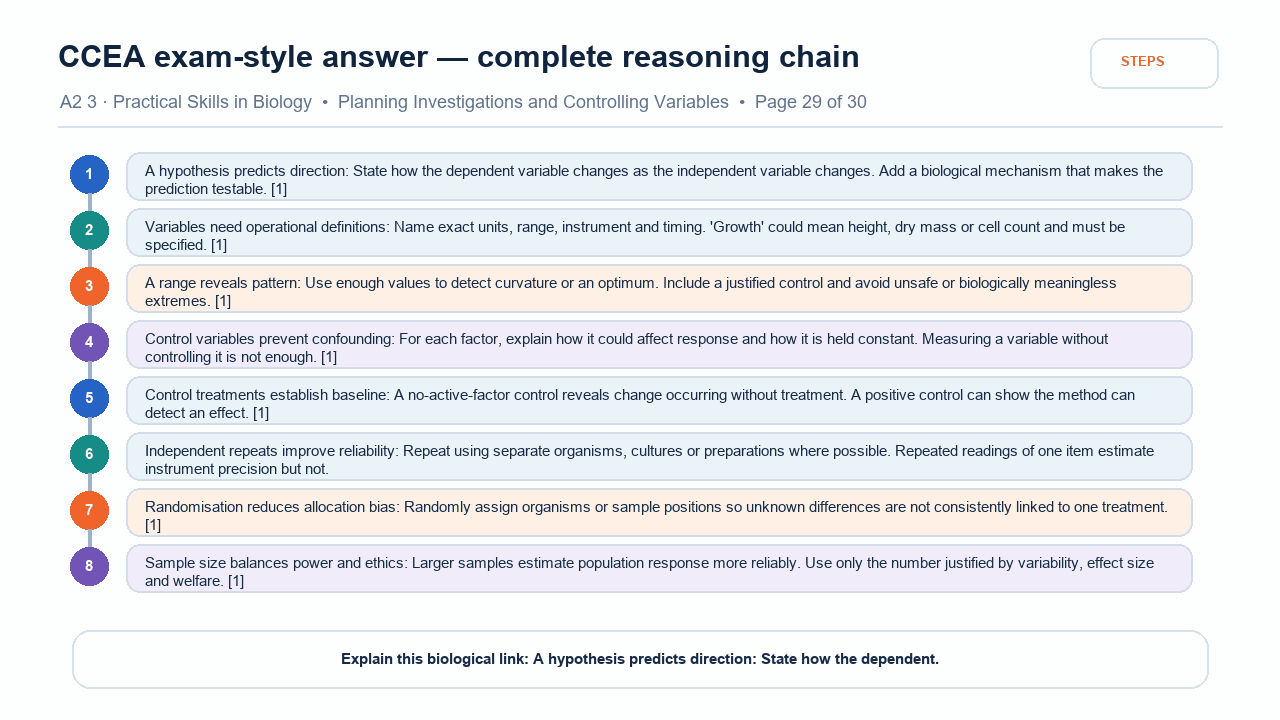 CCEA exam-style answer — complete reasoning chain
STEPS
A2 3 · Practical Skills in Biology • Planning Investigations and Controlling Variables • Page 29 of 30
1
A hypothesis predicts direction: State how the dependent variable changes as the independent variable changes. Add a biological mechanism that makes the
prediction testable. [1]
2
Variables need operational definitions: Name exact units, range, instrument and timing. 'Growth' could mean height, dry mass or cell count and must be
specified. [1]
3
A range reveals pattern: Use enough values to detect curvature or an optimum. Include a justified control and avoid unsafe or biologically meaningless
extremes. [1]
4
Control variables prevent confounding: For each factor, explain how it could affect response and how it is held constant. Measuring a variable without
controlling it is not enough. [1]
5
Control treatments establish baseline: A no-active-factor control reveals change occurring without treatment. A positive control can show the method can
detect an effect. [1]
6
Independent repeats improve reliability: Repeat using separate organisms, cultures or preparations where possible. Repeated readings of one item estimate
instrument precision but not.
7
Randomisation reduces allocation bias: Randomly assign organisms or sample positions so unknown differences are not consistently linked to one treatment.
[1]
8
Sample size balances power and ethics: Larger samples estimate population response more reliably. Use only the number justified by variability, effect size
and welfare. [1]
Explain this biological link: A hypothesis predicts direction: State how the dependent.